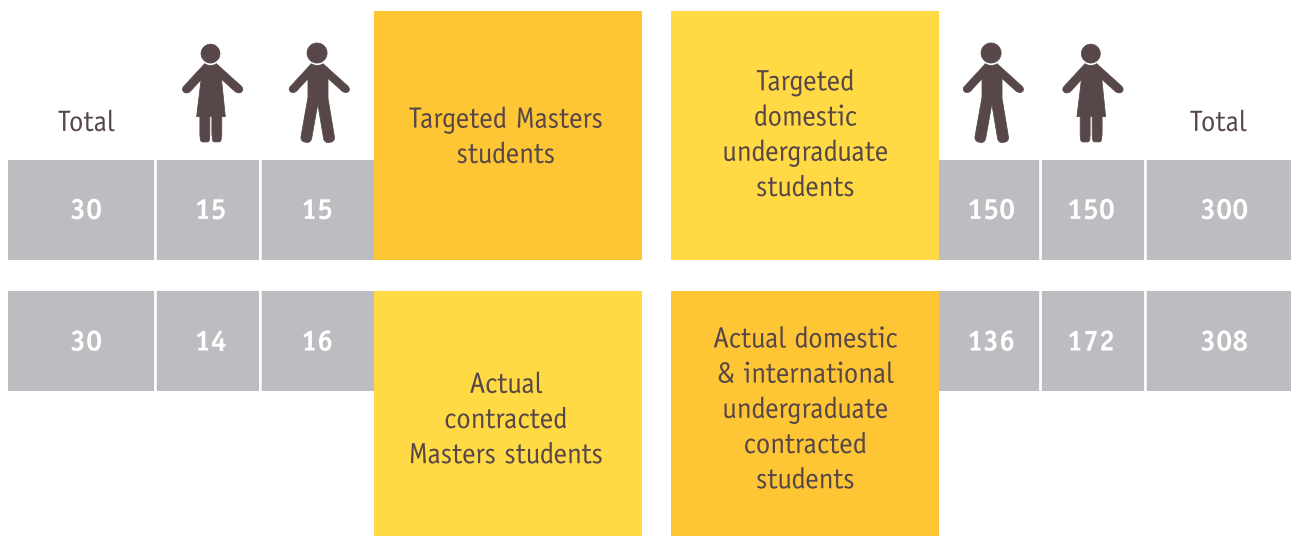 Total
Targeted Masters
students
30
15
15
Targeted
domestic
undergraduate
students
Total
150
150
300
30
14
16
Actual
contracted
Masters students
Actual domestic
& international
undergraduate
contracted
students
136
172
308